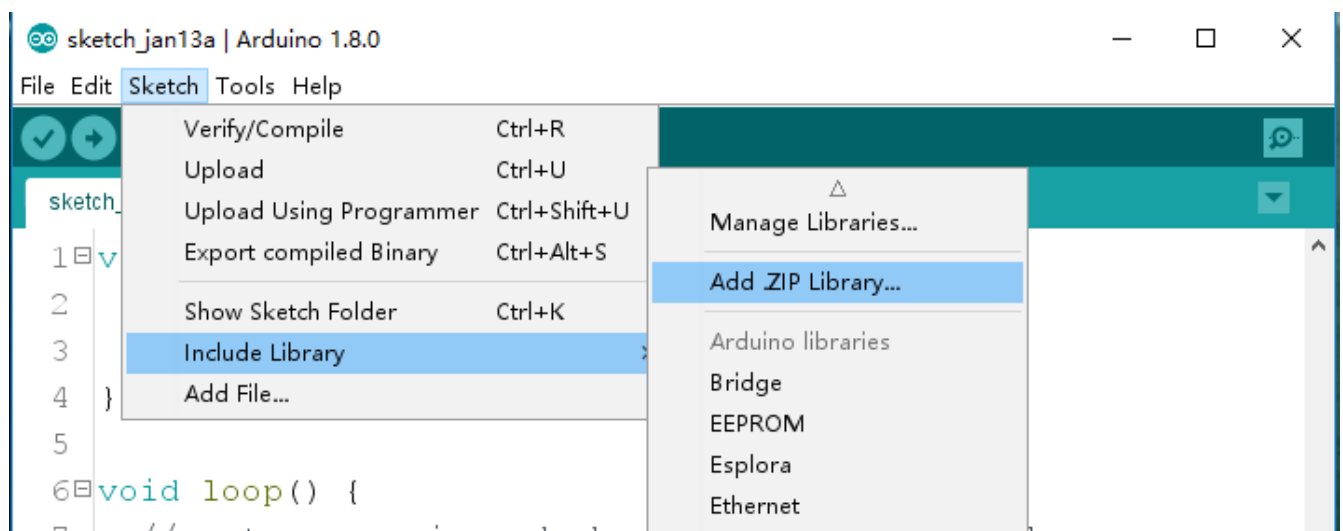 sketch_jan13a | Arduino 1.8.0
File Edit Sketch Tools Help
Verify/Compile Ctrl+R
Upload Ctrl+U
Upload Using Programmer Ctrl+Shift+U
Export compiled Binary Ctrl+Alt+S
Show Sketch Folder Ctrl+K
Include Library
Add File...
Manage Libraries...
Add .ZIP Library...
Arduino libraries
Bridge
EEPROM
Esplora
Ethernet
sketch_
1 v
2
3
4 }
5
6 void loop() {